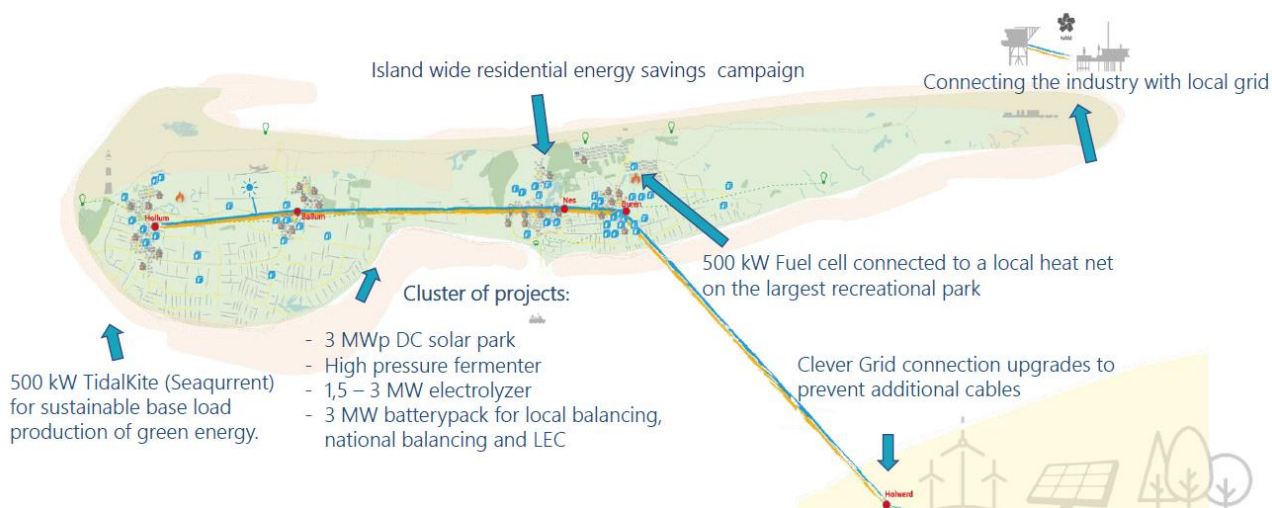 Island wide residential energy savings campaign
Connecting the industry with local grid
Hollum
Ballum
Nes
Buren
500 kW Fuel cell connected to a local heat net
on the largest recreational park
Cluster of projects:
- 3 MWp DC solar park
- High pressure fermenter
- 1,5 – 3 MW electrolyzer
- 3 MW batterypack for local balancing,
national balancing and LEC
500 kW TidalKite (Seaqurrent)
for sustainable base load
production of green energy.
Clever Grid connection upgrades to
prevent additional cables
Holwerd